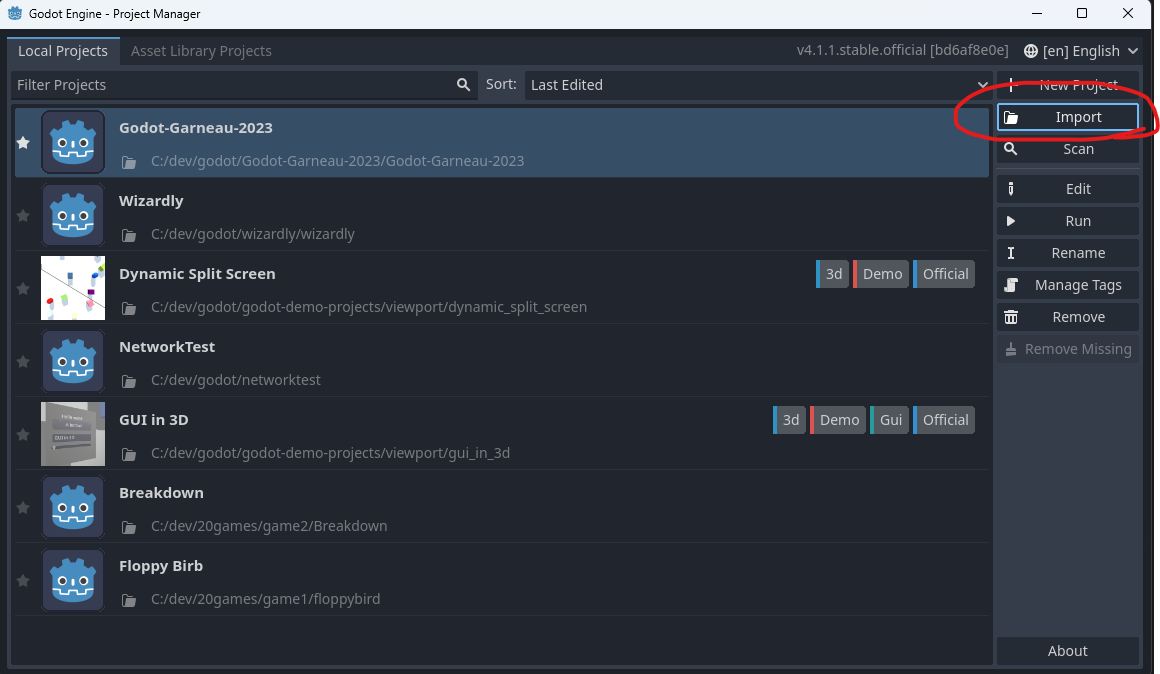 Godot Engine - Project Manager
Local Projects Asset Library Projects v4.1.1.stable.official [bd6af8e0e] [en] English
Filter Projects Sort: Last Edited New Project
Import
Scan
Edit
Run
Rename
Manage Tags
Remove
Remove Missing
About
Godot-Garneau-2023
C:/dev/godot/Godot-Garneau-2023/Godot-Garneau-2023
Wizardly
C:/dev/godot/wizardly/wizardly
Dynamic Split Screen 3d Demo Official
C:/dev/godot/godot-demo-projects/viewport/dynamic_split_screen
NetworkTest
C:/dev/godot/networktest
GUI in 3D 3d Demo Gui Official
C:/dev/godot/godot-demo-projects/viewport/gui_in_3d
Breakdown
C:/dev/20games/game2/Breakdown
Floppy Birb
C:/dev/20games/game1/floppybird